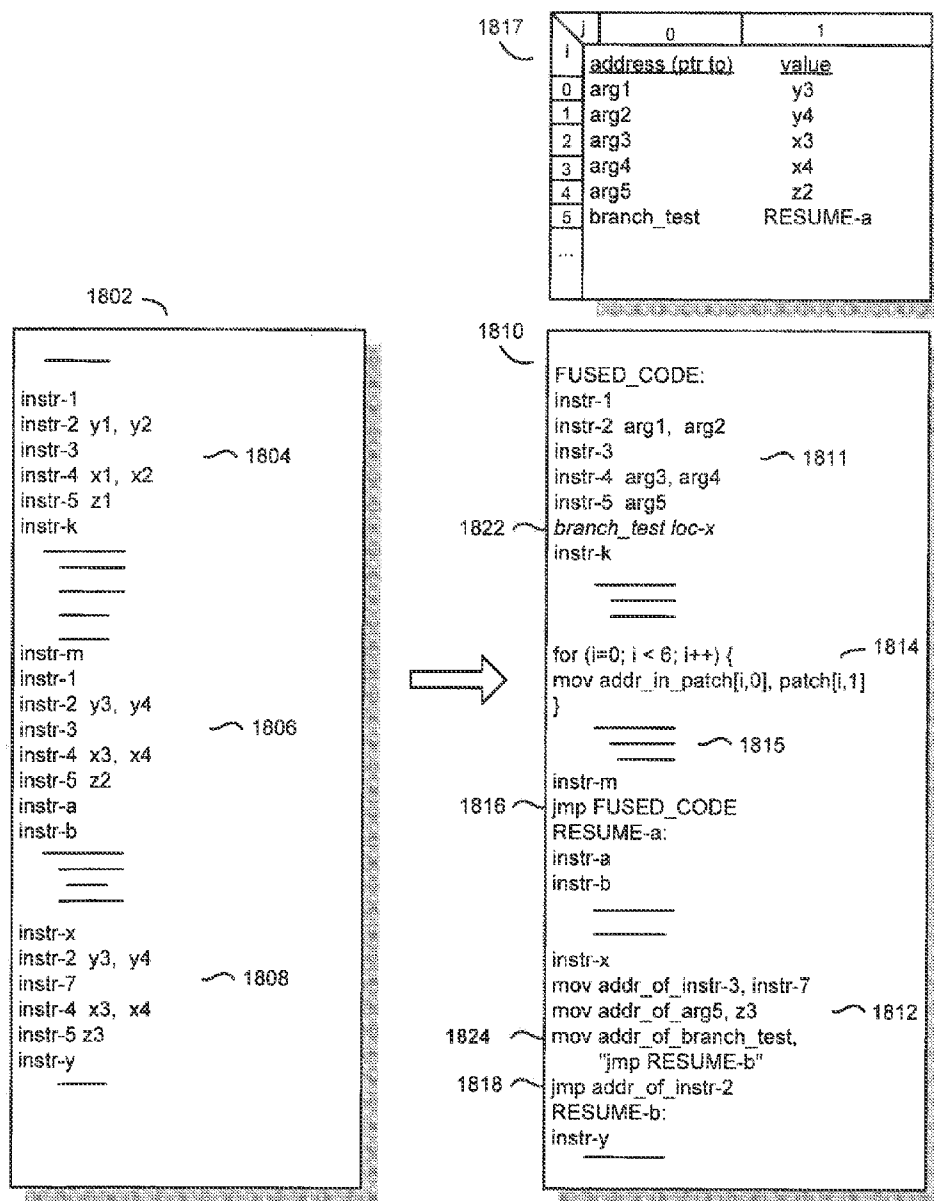 1817
j 0 1
i
address (ptr to) value
0 arg1 y3
1 arg2 y4
2 arg3 x3
3 arg4 x4
4 arg5 z2
5 branch_test RESUME-a
...
1802
instr-1
instr-2 y1, y2
instr-3
1804
instr-4 x1, x2
instr-5 z1
instr-k
instr-m
instr-1
instr-2 y3, y4
instr-3
1806
instr-4 x3, x4
instr-5 z2
instr-a
instr-b
instr-x
instr-2 y3, y4
instr-7
1808
instr-4 x3, x4
instr-5 z3
instr-y
1810
FUSED_CODE:
instr-1
instr-2 arg1, arg2
instr-3
1811
instr-4 arg3, arg4
instr-5 arg5
1822 branch_test loc-x
instr-k
for (i=0; i < 6; i++) {
1814
mov addr_in_patch[i,0], patch[i,1]
}
1815
instr-m
1816 jmp FUSED_CODE
RESUME-a:
instr-a
instr-b
instr-x
mov addr_of_instr-3, instr-7
mov addr_of_arg5, z3
1812
1824 mov addr_of_branch_test,
"jmp RESUME-b"
1818 jmp addr_of_instr-2
RESUME-b:
instr-y